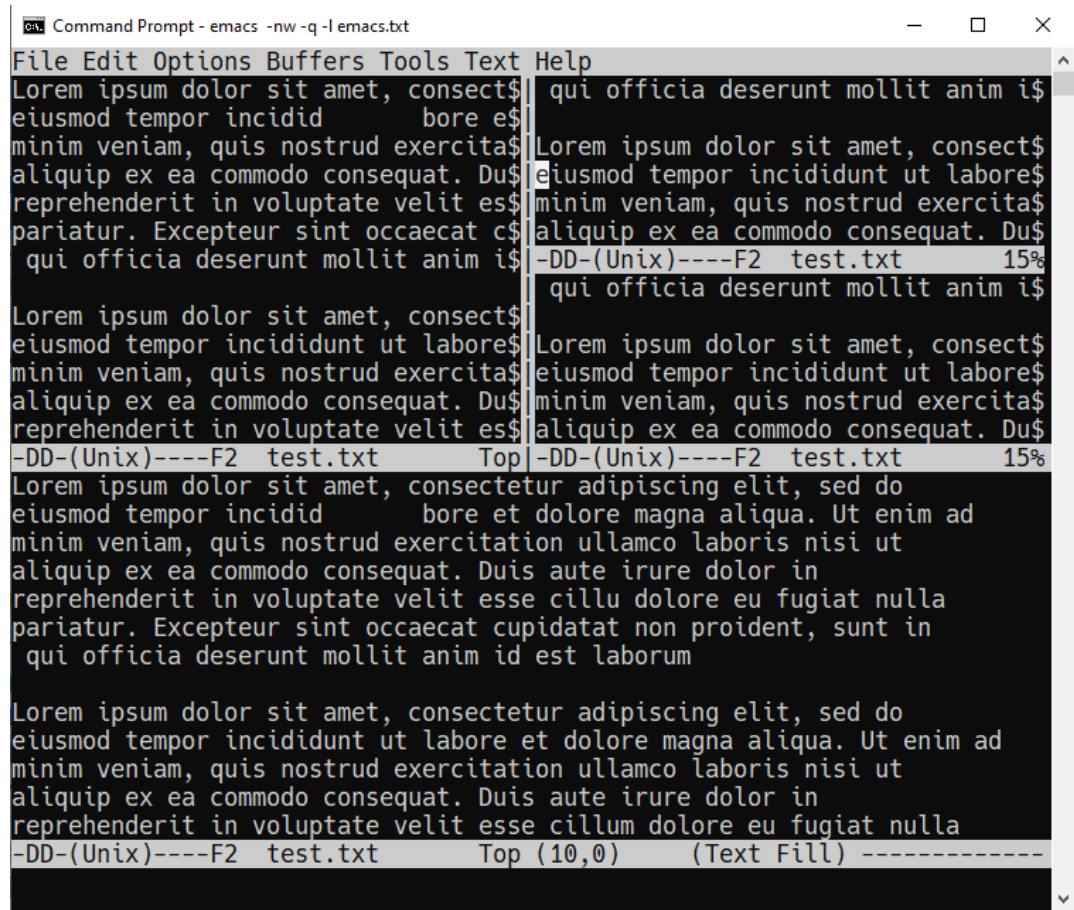 Command Prompt - emacs -nw -q -l emacs.txt
File Edit Options Buffers Tools Text Help
Lorem ipsum dolor sit amet, consect$
eiusmod tempor incidid       bore e$
minim veniam, quis nostrud exercita$
aliquip ex ea commodo consequat. Du$
reprehenderit in voluptate velit es$
pariatur. Excepteur sint occaecat c$
 qui officia deserunt mollit anim i$

Lorem ipsum dolor sit amet, consect$
eiusmod tempor incididunt ut labore$
minim veniam, quis nostrud exercita$
aliquip ex ea commodo consequat. Du$
reprehenderit in voluptate velit es$
-DD-(Unix)----F2  test.txt       Top
 qui officia deserunt mollit anim i$

Lorem ipsum dolor sit amet, consect$
eiusmod tempor incididunt ut labore$
minim veniam, quis nostrud exercita$
aliquip ex ea commodo consequat. Du$
-DD-(Unix)----F2  test.txt       15%
 qui officia deserunt mollit anim i$

Lorem ipsum dolor sit amet, consect$
eiusmod tempor incididunt ut labore$
minim veniam, quis nostrud exercita$
aliquip ex ea commodo consequat. Du$
-DD-(Unix)----F2  test.txt       15%
Lorem ipsum dolor sit amet, consectetur adipiscing elit, sed do
eiusmod tempor incidid       bore et dolore magna aliqua. Ut enim ad
minim veniam, quis nostrud exercitation ullamco laboris nisi ut
aliquip ex ea commodo consequat. Duis aute irure dolor in
reprehenderit in voluptate velit esse cillu dolore eu fugiat nulla
pariatur. Excepteur sint occaecat cupidatat non proident, sunt in
 qui officia deserunt mollit anim id est laborum

Lorem ipsum dolor sit amet, consectetur adipiscing elit, sed do
eiusmod tempor incididunt ut labore et dolore magna aliqua. Ut enim ad
minim veniam, quis nostrud exercitation ullamco laboris nisi ut
aliquip ex ea commodo consequat. Duis aute irure dolor in
reprehenderit in voluptate velit esse cillum dolore eu fugiat nulla
-DD-(Unix)----F2  test.txt       Top (10,0)     (Text Fill) -------------